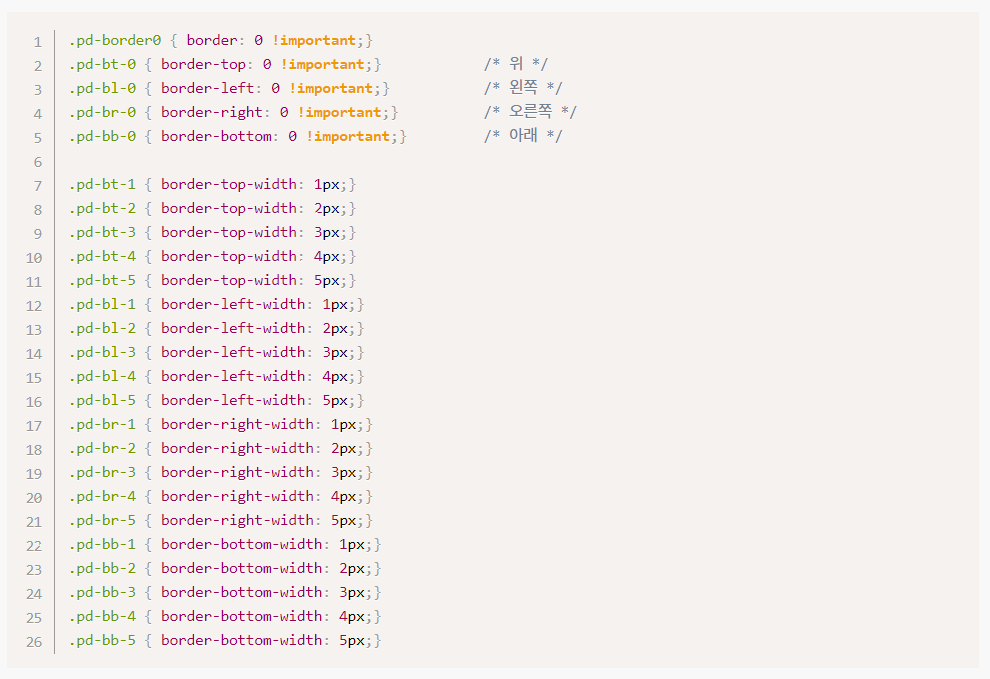 1 .pd-border0 { border: 0 !important;}
2 .pd-bt-0 { border-top: 0 !important;} /* 위 */
3 .pd-bl-0 { border-left: 0 !important;} /* 왼쪽 */
4 .pd-br-0 { border-right: 0 !important;} /* 오른쪽 */
5 .pd-bb-0 { border-bottom: 0 !important;} /* 아래 */
6
7 .pd-bt-1 { border-top-width: 1px;}
8 .pd-bt-2 { border-top-width: 2px;}
9 .pd-bt-3 { border-top-width: 3px;}
10 .pd-bt-4 { border-top-width: 4px;}
11 .pd-bt-5 { border-top-width: 5px;}
12 .pd-bl-1 { border-left-width: 1px;}
13 .pd-bl-2 { border-left-width: 2px;}
14 .pd-bl-3 { border-left-width: 3px;}
15 .pd-bl-4 { border-left-width: 4px;}
16 .pd-bl-5 { border-left-width: 5px;}
17 .pd-br-1 { border-right-width: 1px;}
18 .pd-br-2 { border-right-width: 2px;}
19 .pd-br-3 { border-right-width: 3px;}
20 .pd-br-4 { border-right-width: 4px;}
21 .pd-br-5 { border-right-width: 5px;}
22 .pd-bb-1 { border-bottom-width: 1px;}
23 .pd-bb-2 { border-bottom-width: 2px;}
24 .pd-bb-3 { border-bottom-width: 3px;}
25 .pd-bb-4 { border-bottom-width: 4px;}
26 .pd-bb-5 { border-bottom-width: 5px;}